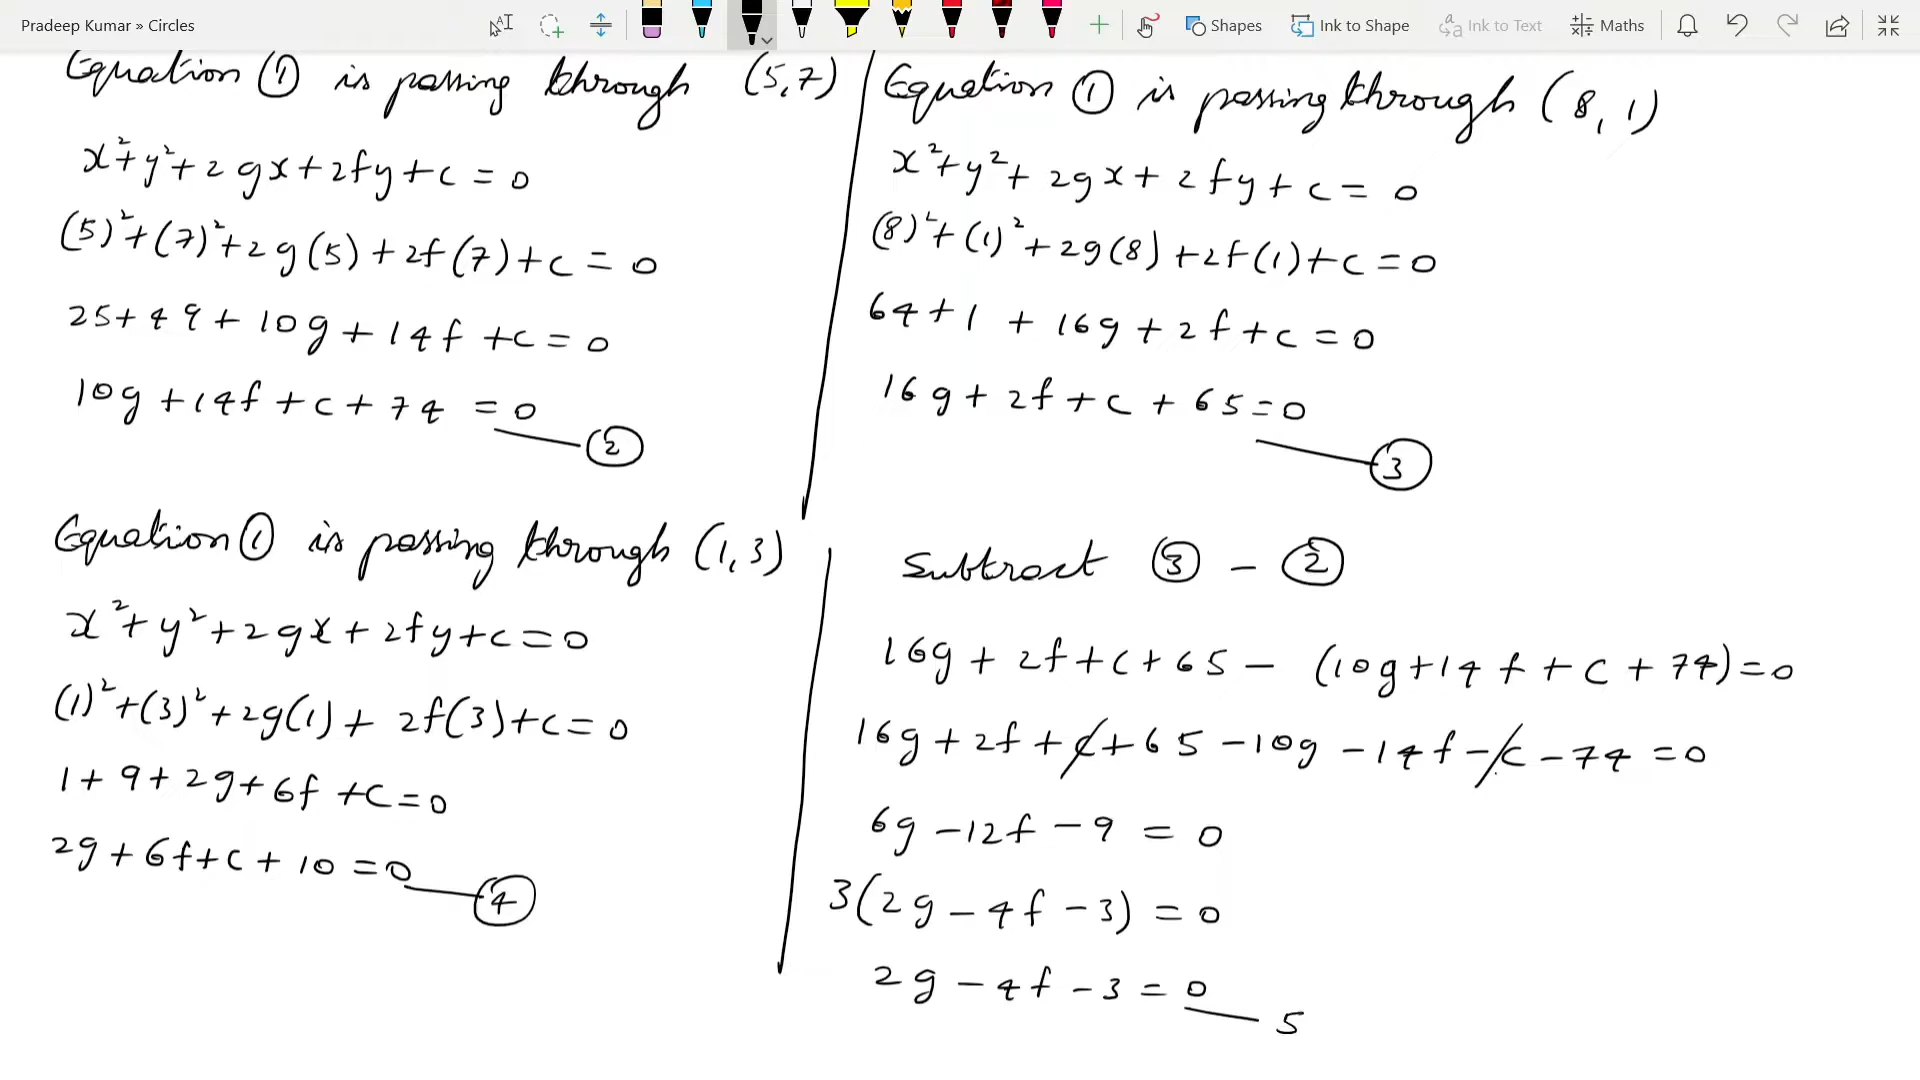 Pradeep Kumar » Circles
Shapes
Ink to Shape
Ink to Text
Maths
Equation ① is passing through (5,7)
x²+y²+2gx+2fy+c=0
(5)²+(7)²+2g(5)+2f(7)+c=0
25+49+10g+14f+c=0
10g+14f+c+74=0
②
Equation ① is passing through (8,1)
x²+y²+2gx+2fy+c=0
(8)²+(1)²+2g(8)+2f(1)+c=0
64+1+16g+2f+c=0
16g+2f+c+65=0
③
Equation ① is passing through (1,3)
x²+y²+2gx+2fy+c=0
(1)²+(3)²+2g(1)+2f(3)+c=0
1+9+2g+6f+c=0
2g+6f+c+10=0
④
Subtract ③ - ②
16g+2f+c+65-(10g+14f+c+74)=0
16g+2f+c+65-10g-14f-c-74=0
6g-12f-9=0
3(2g-4f-3)=0
2g-4f-3=0
5